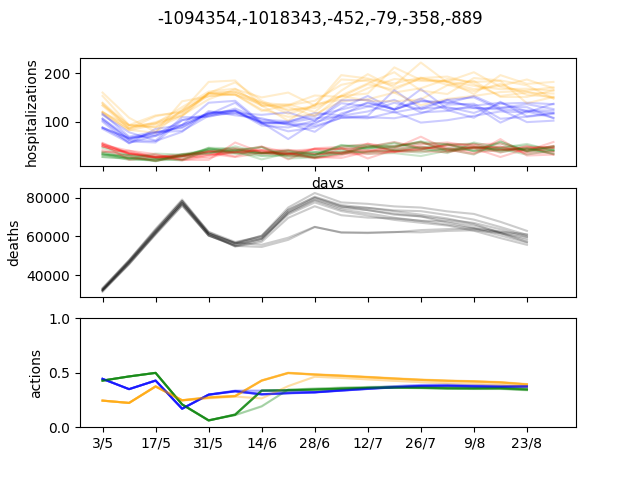 -1094354,-1018343,-452,-79,-358,-889
200
100
hospitalizations
days
80000
60000
40000
deaths
1.0
0.5
0.0
actions
3/5 17/5 31/5 14/6 28/6 12/7 26/7 9/8 23/8